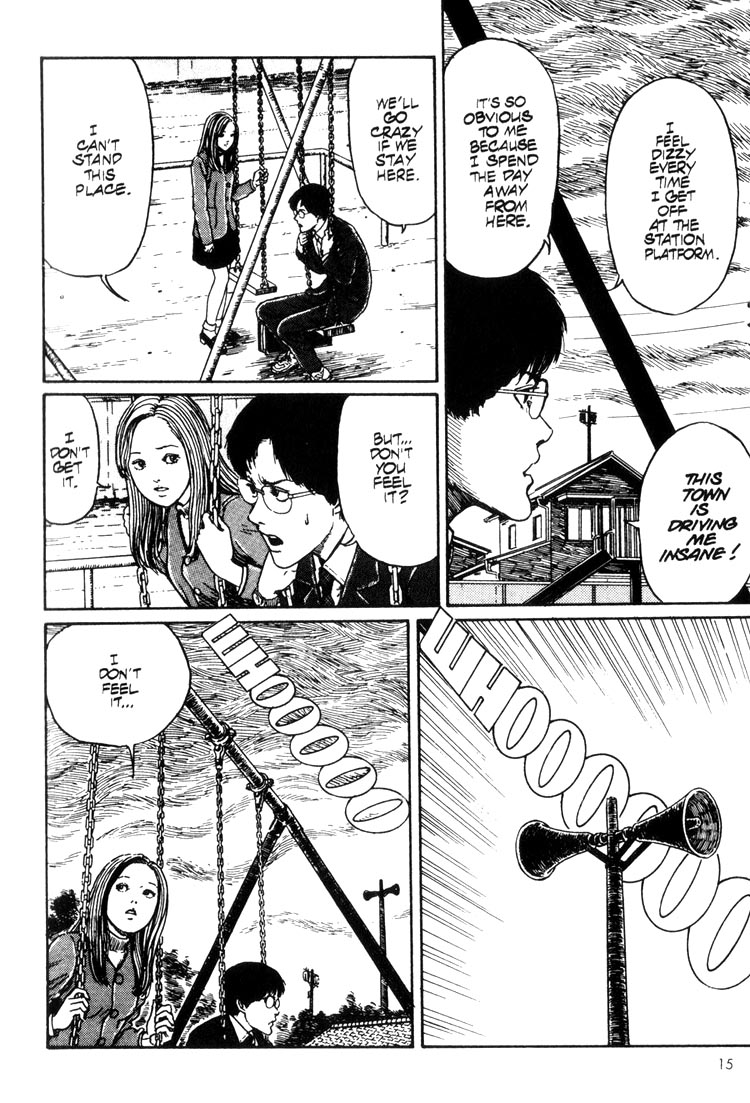 I
FEEL
DIZZY
EVERY
TIME
I GET
OFF
AT THE
STATION
PLATFORM.
IT'S SO
OBVIOUS
TO ME
BECAUSE
I SPEND
THE DAY
AWAY
FROM
HERE.
THIS
TOWN
IS
DRIVING
ME
INSANE!
WE'LL
GO
CRAZY
IF WE
STAY
HERE.
I
CAN'T
STAND
THIS
PLACE.
BUT...
DON'T
YOU
FEEL
IT?
I
DON'T
GET
IT.
WHOOOOOO
WHOOOOO
I
DON'T
FEEL
IT...
15